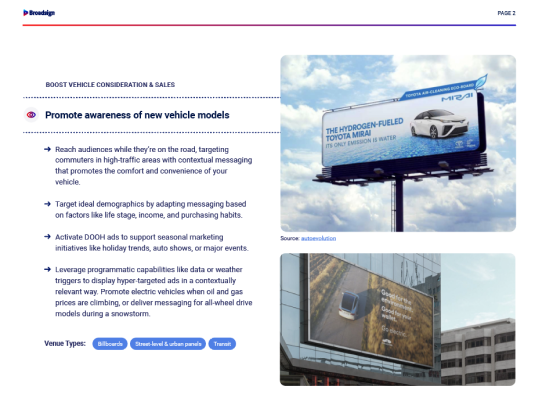 Broadsign
PAGE 2
BOOST VEHICLE CONSIDERATION & SALES
Promote awareness of new vehicle models
➔ Reach audiences while they're on the road, targeting
commuters in high-traffic areas with contextual messaging
that promotes the comfort and convenience of your
vehicle.
➔ Target ideal demographics by adapting messaging based
on factors like life stage, income, and purchasing habits.
➔ Activate DOOH ads to support seasonal marketing
initiatives like holiday trends, auto shows, or major events.
➔ Leverage programmatic capabilities like data or weather
triggers to display hyper-targeted ads in a contextually
relevant way. Promote electric vehicles when oil and gas
prices are climbing, or deliver messaging for all-wheel drive
models during a snowstorm.
Venue Types: Billboards Street-level & urban panels Transit
TOYOTA AIR-CLEANING ECO-BOARD
MIRAI
THE HYDROGEN-FUELED
TOYOTA MIRAI
ITS ONLY EMISSION IS WATER
Source: autoevolution
Good for the
Good for your
wallet.